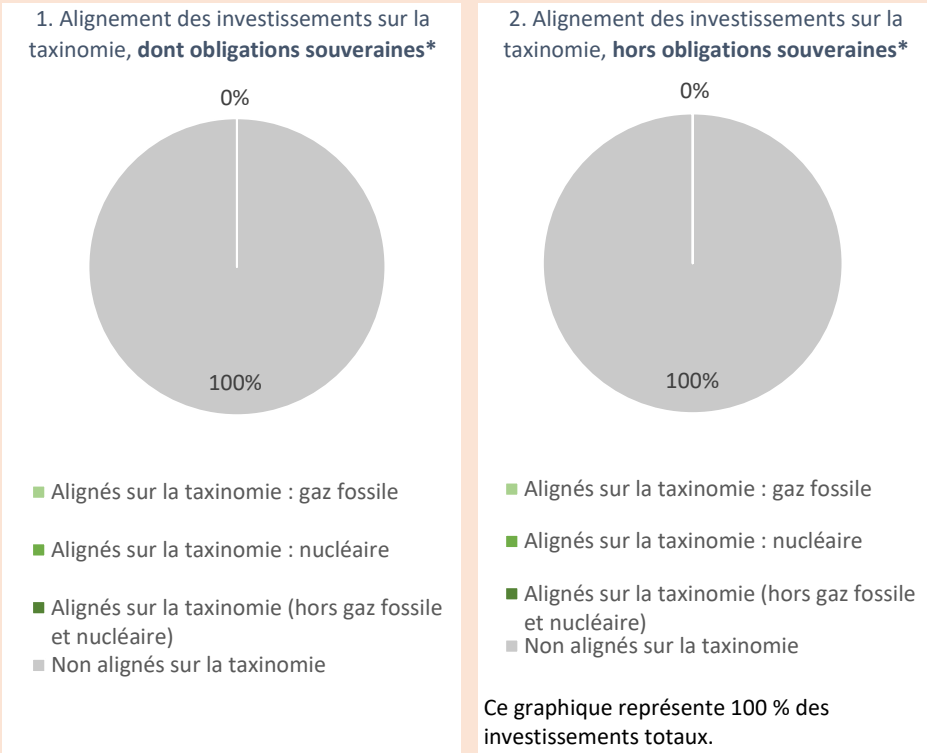 1. Alignement des investissements sur la
taxinomie, dont obligations souveraines*
0%
100%
Alignés sur la taxinomie : gaz fossile
Alignés sur la taxinomie : nucléaire
Alignés sur la taxinomie (hors gaz fossile
et nucléaire)
Non alignés sur la taxinomie
2. Alignement des investissements sur la
taxinomie, hors obligations souveraines*
0%
100%
Alignés sur la taxinomie : gaz fossile
Alignés sur la taxinomie : nucléaire
Alignés sur la taxinomie (hors gaz fossile
et nucléaire)
Non alignés sur la taxinomie
Ce graphique représente 100 % des
investissements totaux.